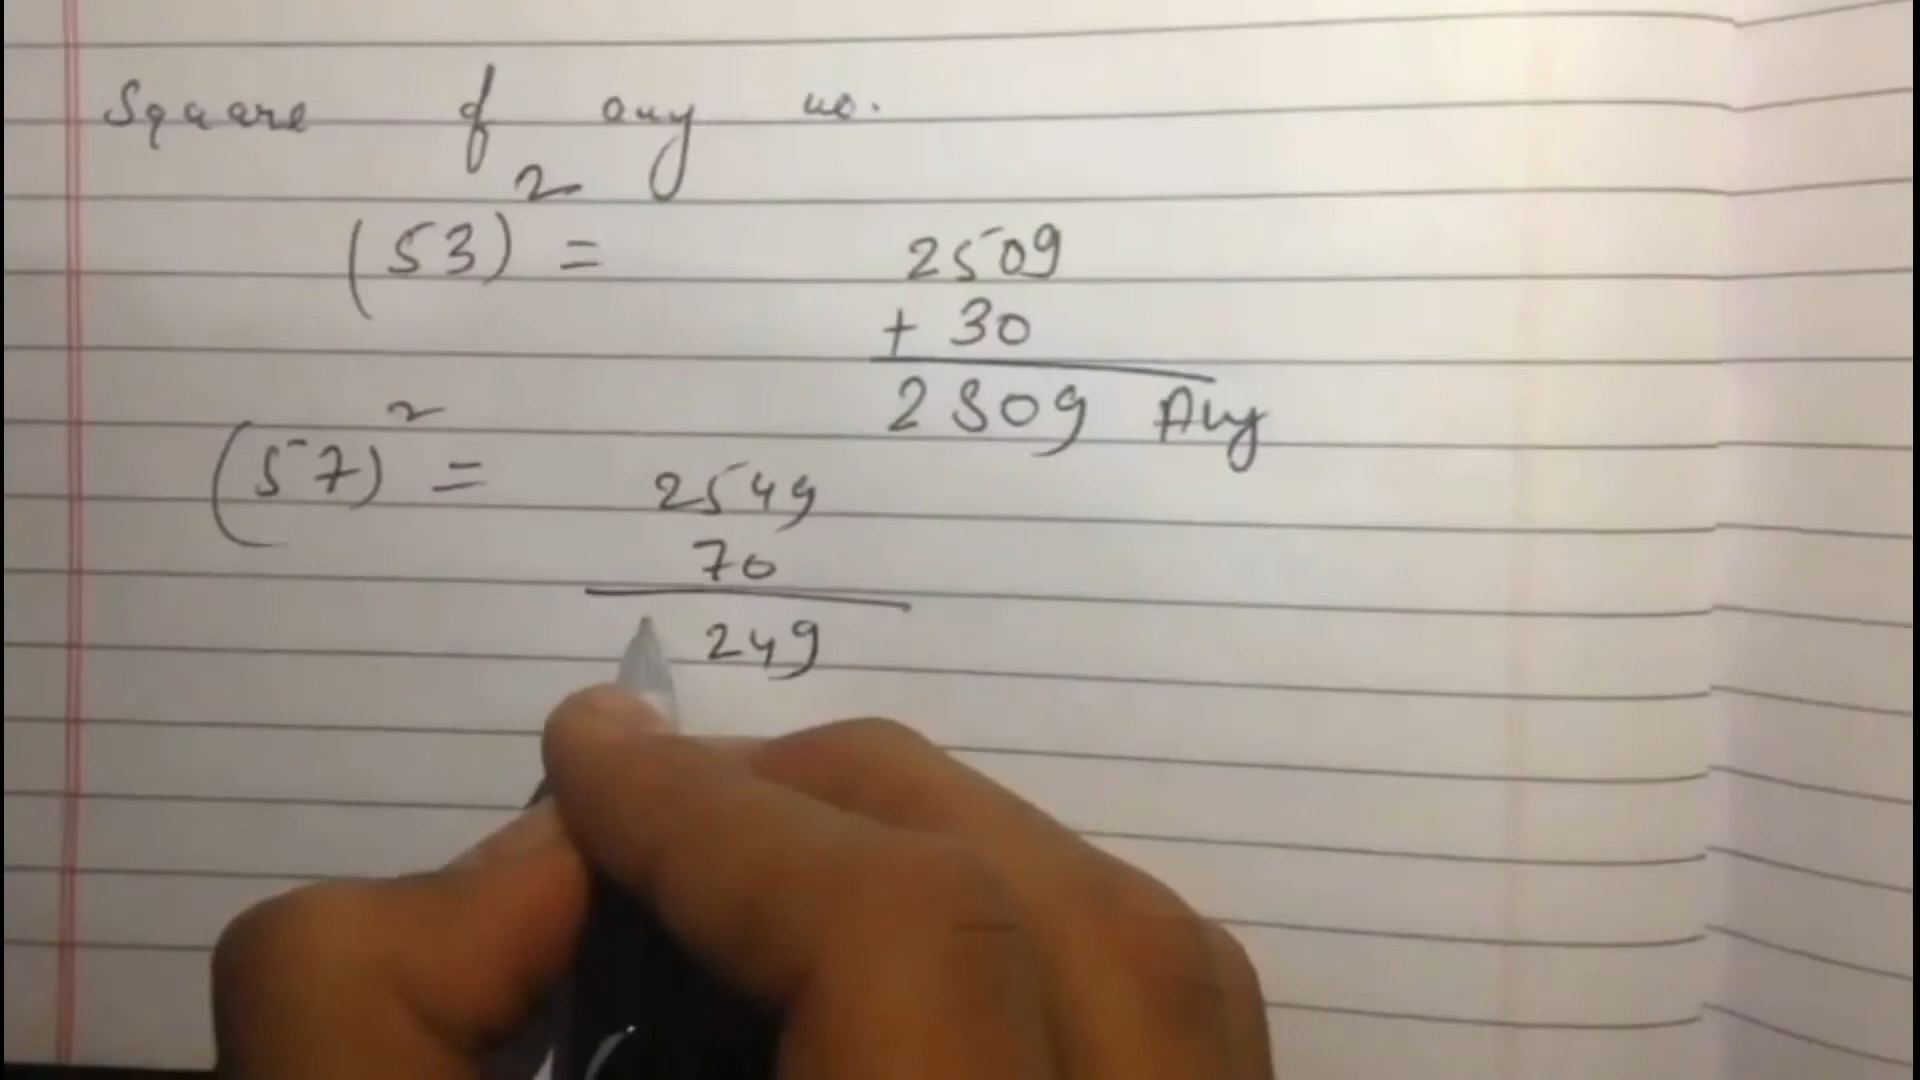 Square of any no.
(53)² = 2509
+ 30
2809 Ans
(57)² = 2549
70
249